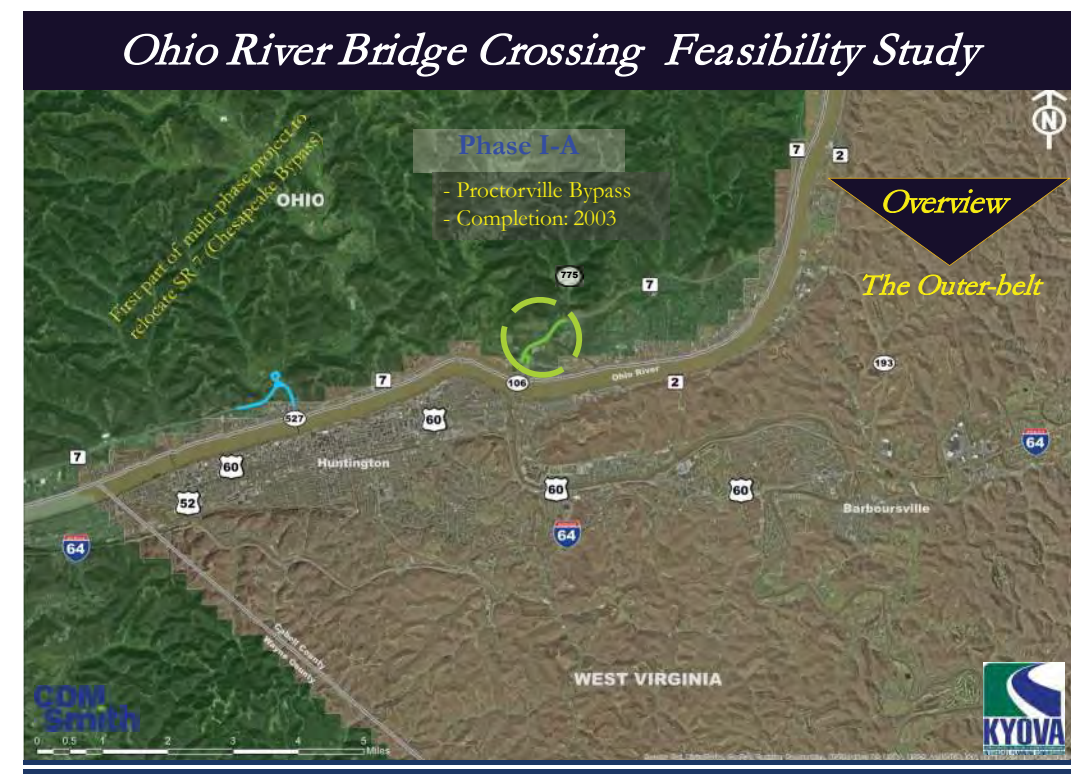 Ohio River Bridge Crossing Feasibility Study
N
First part of multi-phase project to
relocate SR 7 (Chesapeake Bypass)
OHIO
Phase I-A
- Proctorville Bypass
- Completion: 2003
7
2
Overview
The Outer-belt
775
7
193
7
106
Ohio River
2
527
60
64
7
60
Huntington
52
60
60
Barboursville
64
64
Cabell County
Wayne County
WEST VIRGINIA
CDM
Smith
KYOVA
0 0.5 1 2 3 4 5
Miles